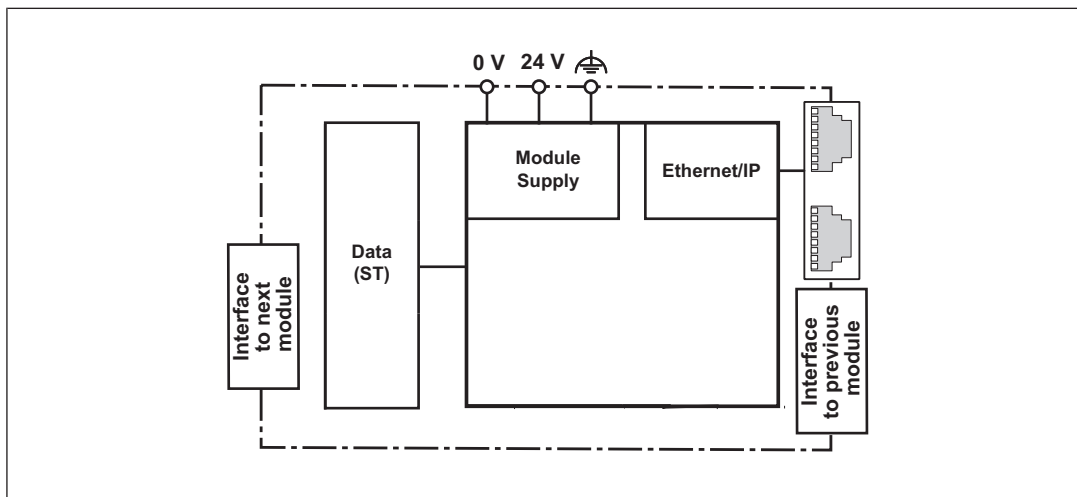 0 V 24 V
Module
Supply
Ethernet/IP
Data
(ST)
Interface
to next
module
Interface
to previous
module